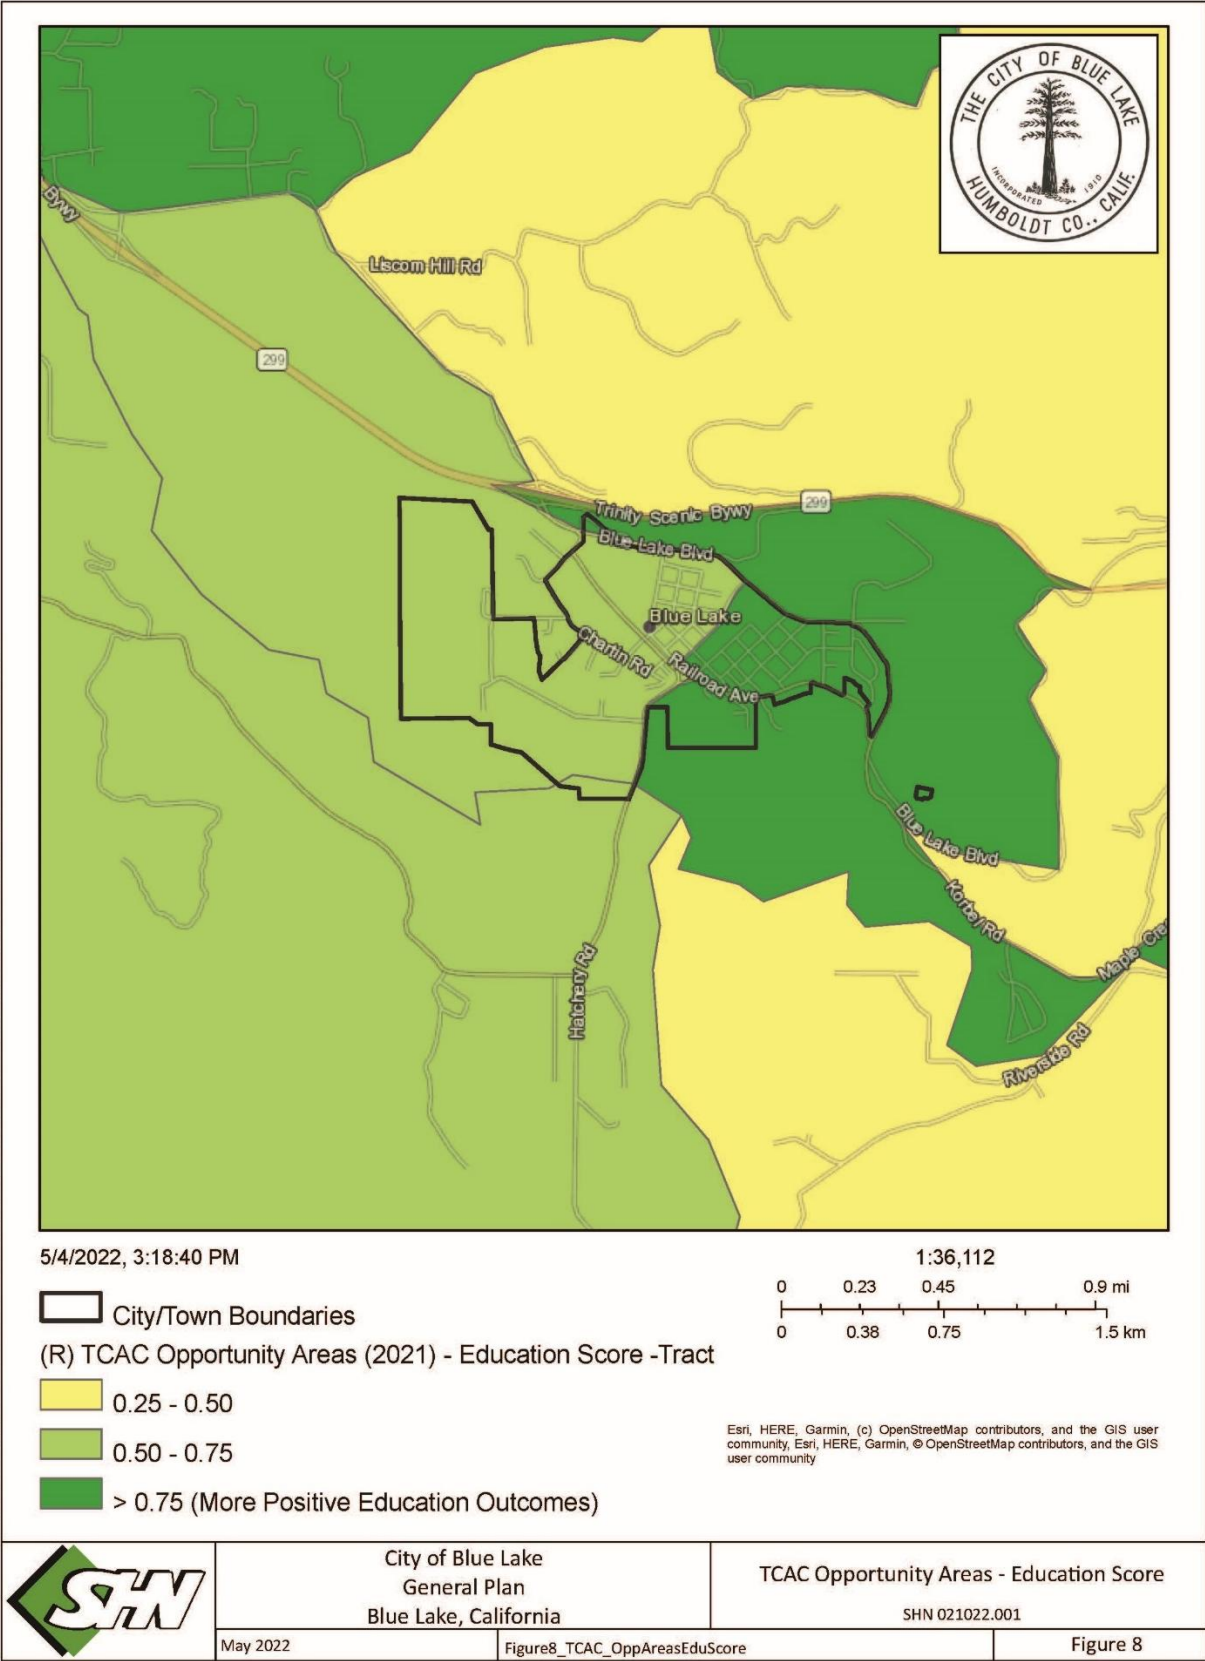 THE CITY OF BLUE LAKE
INCORPORATED 1910
HUMBOLDT CO., CALIF.
Bywy
Liscom Hill Rd
299
299
Trinity Scenic Bywy
Blue Lake Blvd
Blue Lake
Chartin Rd
Railroad Ave
Blue Lake Blvd
Korbel Rd
Maple Cre
Hatchery Rd
Riverside Rd
5/4/2022, 3:18:40 PM
1:36,112
0 0.23 0.45 0.9 mi
0 0.38 0.75 1.5 km
City/Town Boundaries
(R) TCAC Opportunity Areas (2021) - Education Score -Tract
0.25 - 0.50
0.50 - 0.75
> 0.75 (More Positive Education Outcomes)
Esri, HERE, Garmin, (c) OpenStreetMap contributors, and the GIS user
community, Esri, HERE, Garmin, © OpenStreetMap contributors, and the GIS
user community
SHN
City of Blue Lake
General Plan
Blue Lake, California
TCAC Opportunity Areas - Education Score
SHN 021022.001
May 2022
Figure8_TCAC_OppAreasEduScore
Figure 8